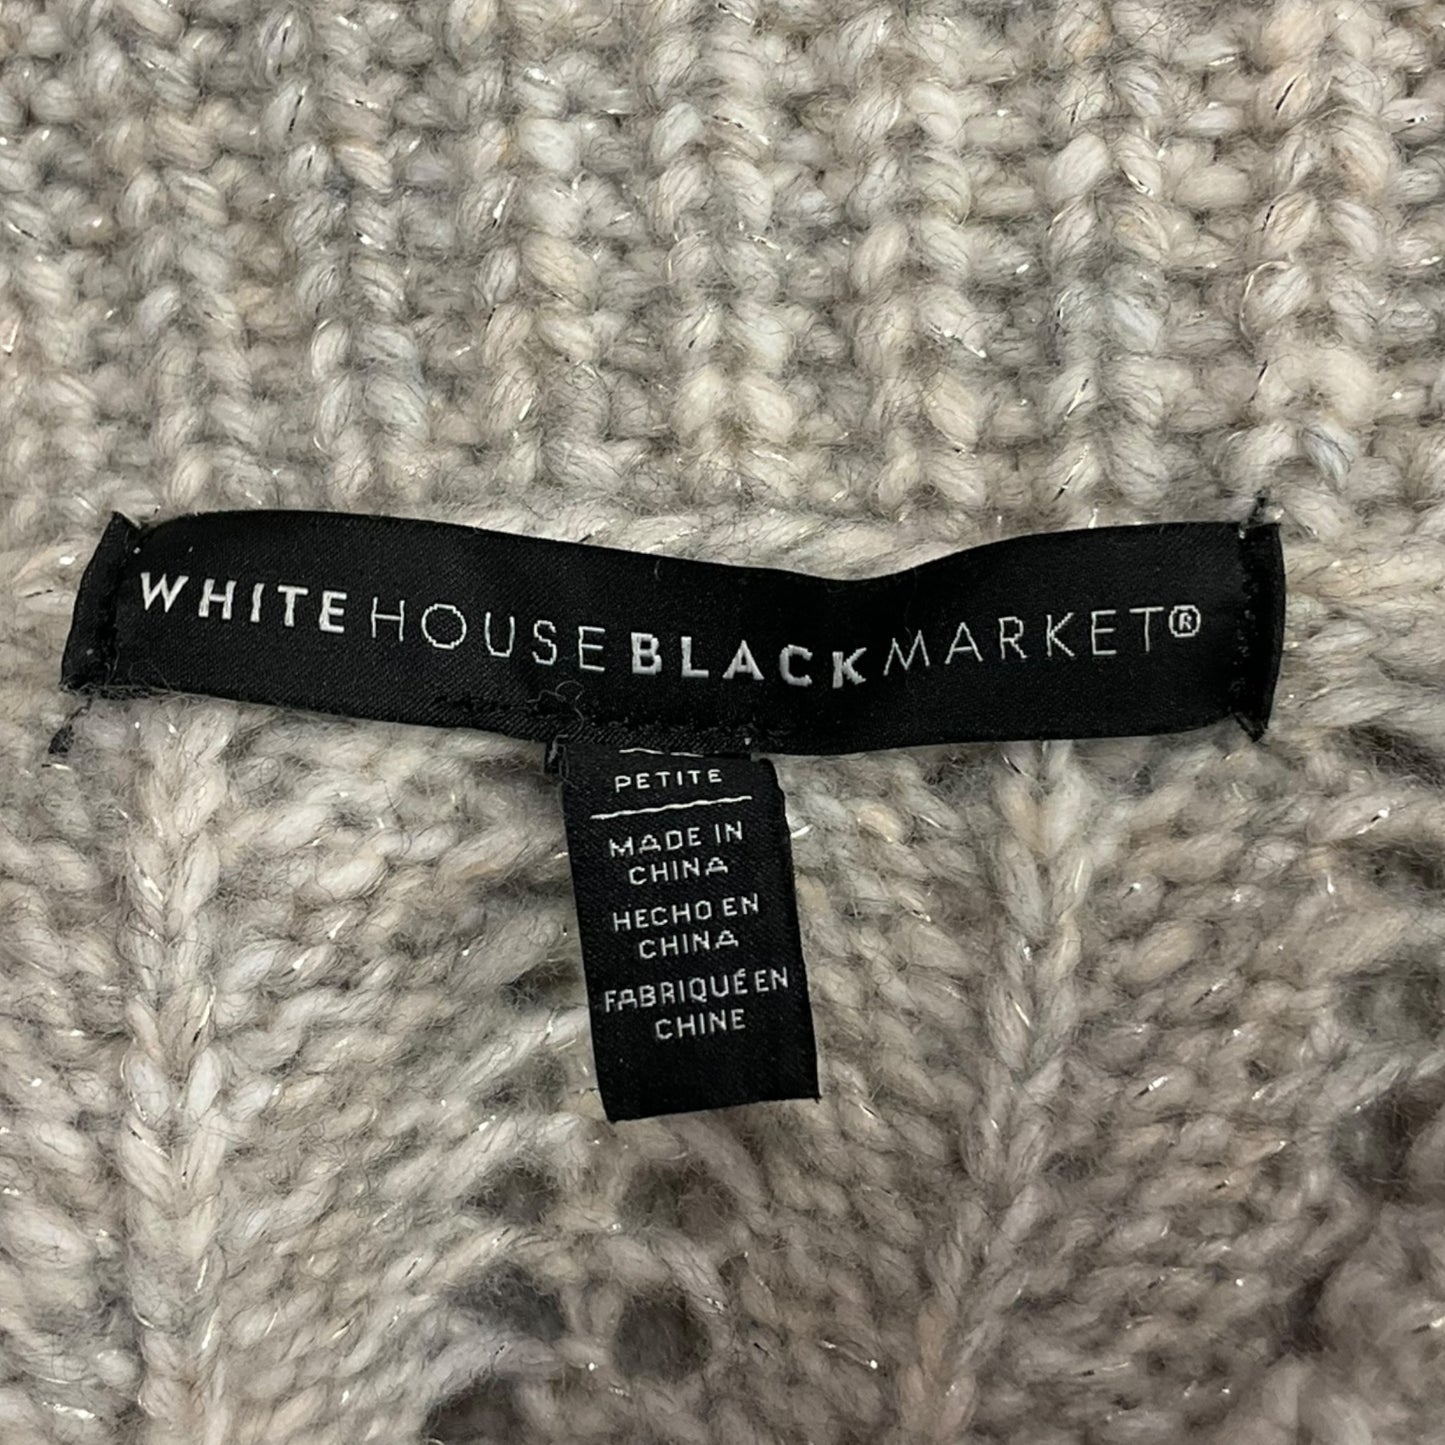 WHITEHOUSEBLACKMARKET®
PETITE
MADE IN
CHINA
HECHO EN
CHINA
FABRIQUÉ EN
CHINE